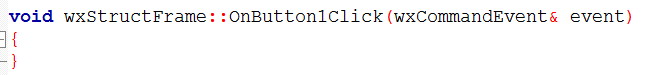 void wxStructFrame::OnButton1Click(wxCommandEvent& event)
{
}